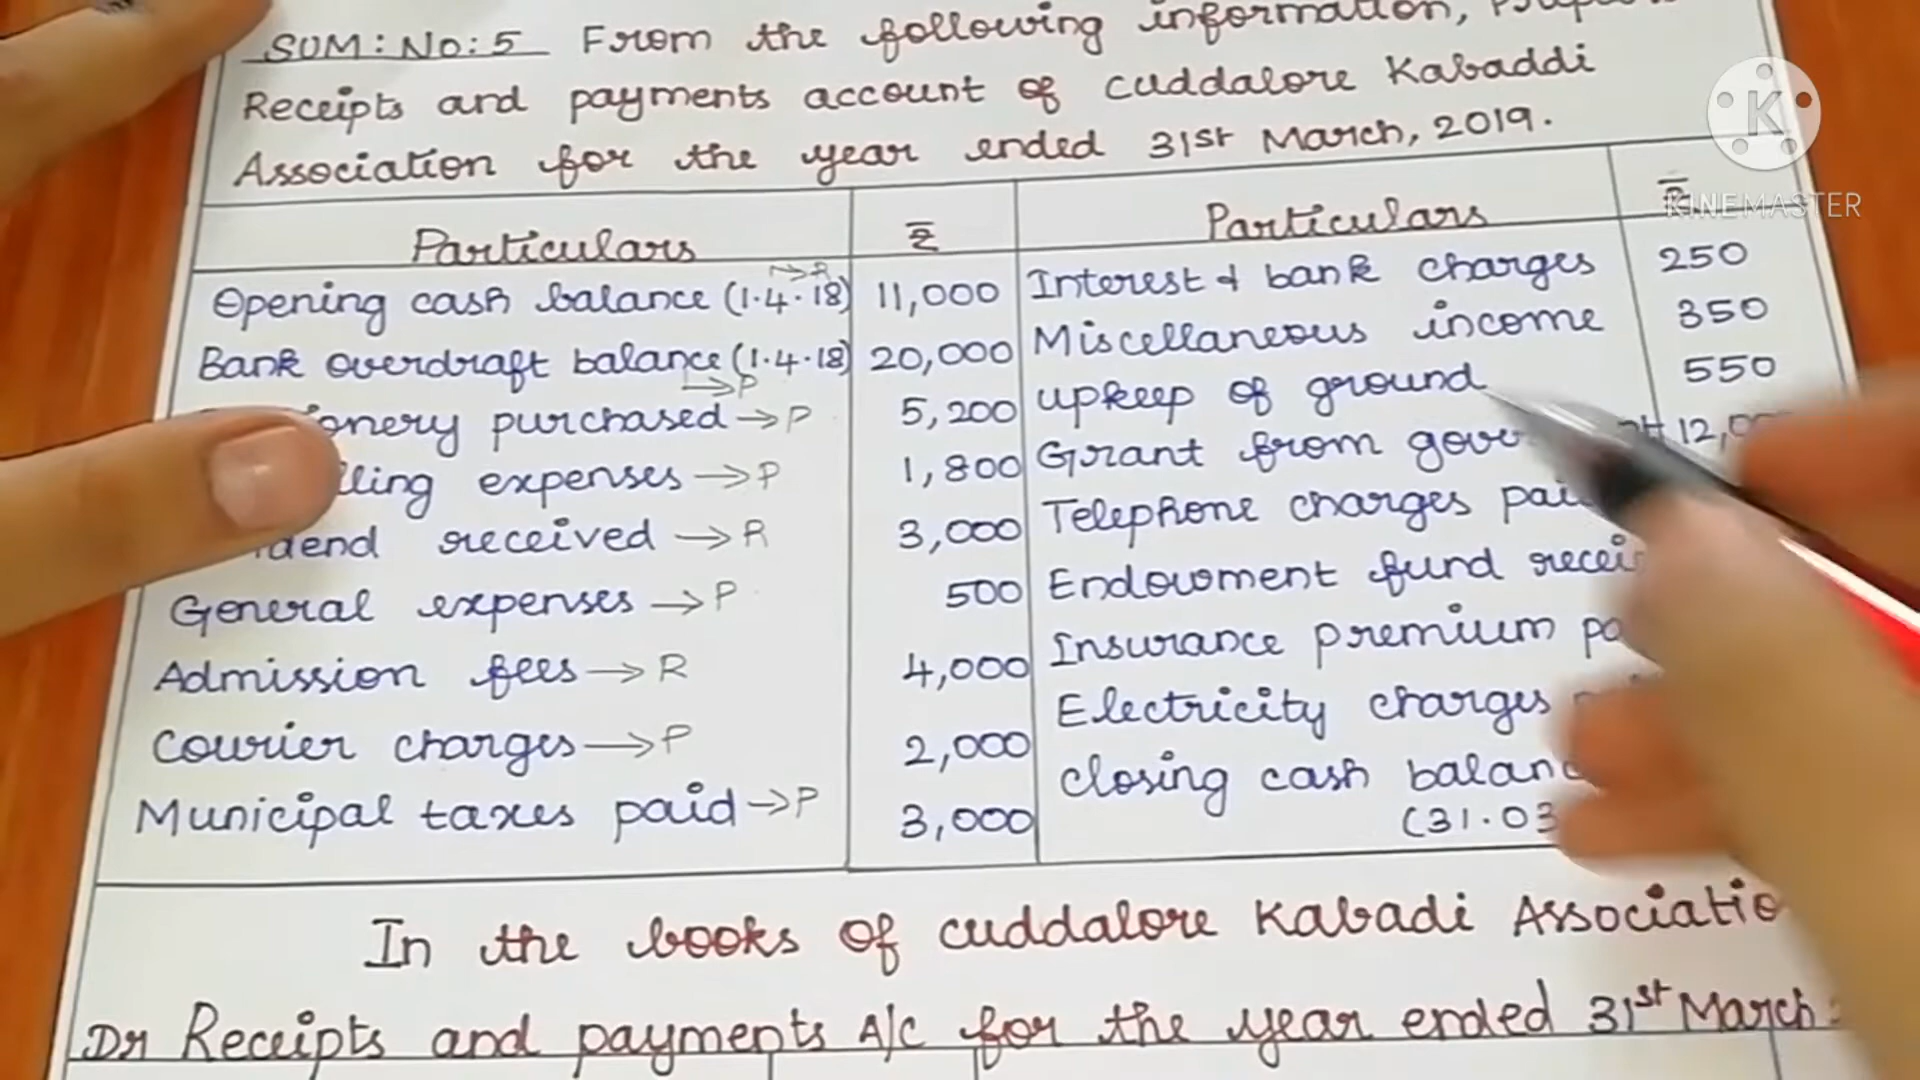 SUM: No: 5 From the following information,
Receipts and payments account of cuddalore Kabaddi
Association for the year ended 31st March, 2019.
Particulars ₹ Particulars ₹
Opening cash balance (1.4.18) → R 11,000 Interest & bank charges 250
Bank overdraft balance (1.4.18) → P 20,000 Miscellaneous income 350
purchased → P 5,200 upkeep of ground 550
expenses → P 1,800 Grant from
received → R 3,000 Telephone charges
General expenses → P 500 Endowment fund
Admission fees → R 4,000 Insurance premium
Courier charges → P 2,000 Electricity charges
Municipal taxes paid → P 3,000 closing cash
(31.03
In the books of cuddalore Kabadi
Dr Receipts and payments A/C for the year ended 31st March
K
KINEMASTER